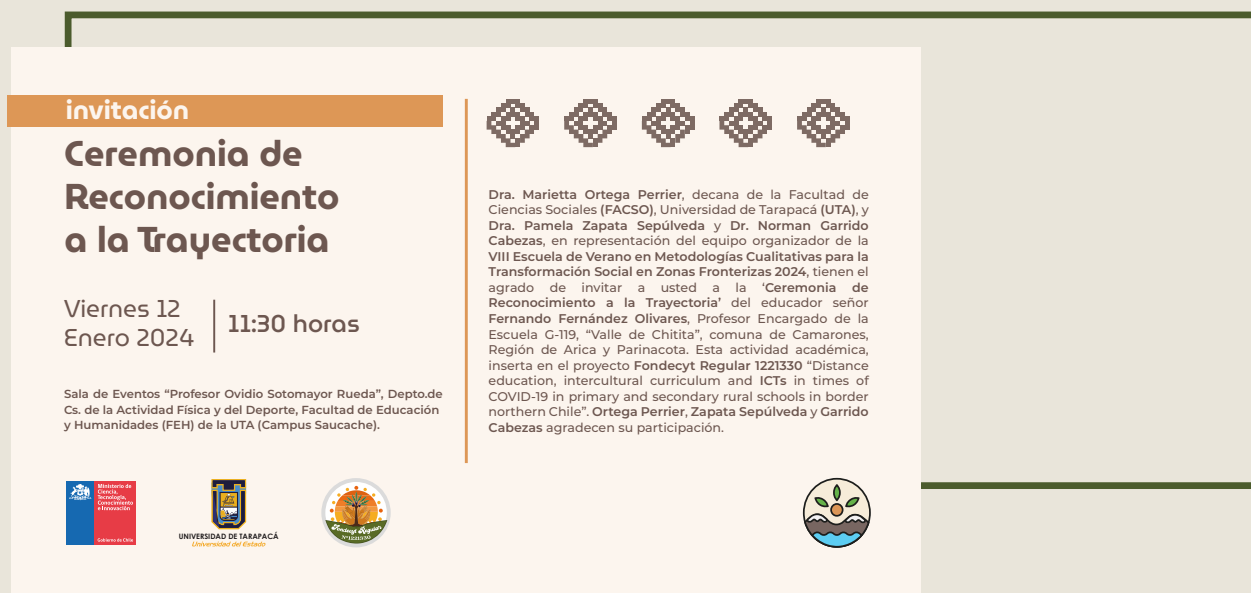 invitación
Ceremonia de
Reconocimiento
a la Trayectoria
Viernes 12
Enero 2024
11:30 horas
Sala de Eventos “Profesor Ovidio Sotomayor Rueda”, Depto.de
Cs. de la Actividad Física y del Deporte, Facultad de Educación
y Humanidades (FEH) de la UTA (Campus Saucache).
Dra. Marietta Ortega Perrier, decana de la Facultad de
Ciencias Sociales (FACSO), Universidad de Tarapacá (UTA), y
Dra. Pamela Zapata Sepúlveda y Dr. Norman Garrido
Cabezas, en representación del equipo organizador de la
VIII Escuela de Verano en Metodologías Cualitativas para la
Transformación Social en Zonas Fronterizas 2024, tienen el
agrado de invitar a usted a la ‘Ceremonia de
Reconocimiento a la Trayectoria’ del educador señor
Fernando Fernández Olivares, Profesor Encargado de la
Escuela G-119, “Valle de Chitita”, comuna de Camarones,
Región de Arica y Parinacota. Esta actividad académica,
inserta en el proyecto Fondecyt Regular 1221330 “Distance
education, intercultural curriculum and ICTs in times of
COVID-19 in primary and secondary rural schools in border
northern Chile”. Ortega Perrier, Zapata Sepúlveda y Garrido
Cabezas agradecen su participación.
Ministerio de
Ciencia,
Tecnología,
Conocimiento
e Innovación
Gobierno de Chile
UNIVERSIDAD DE TARAPACÁ
Universidad del Estado
Fondecyt Regular
N°1221330